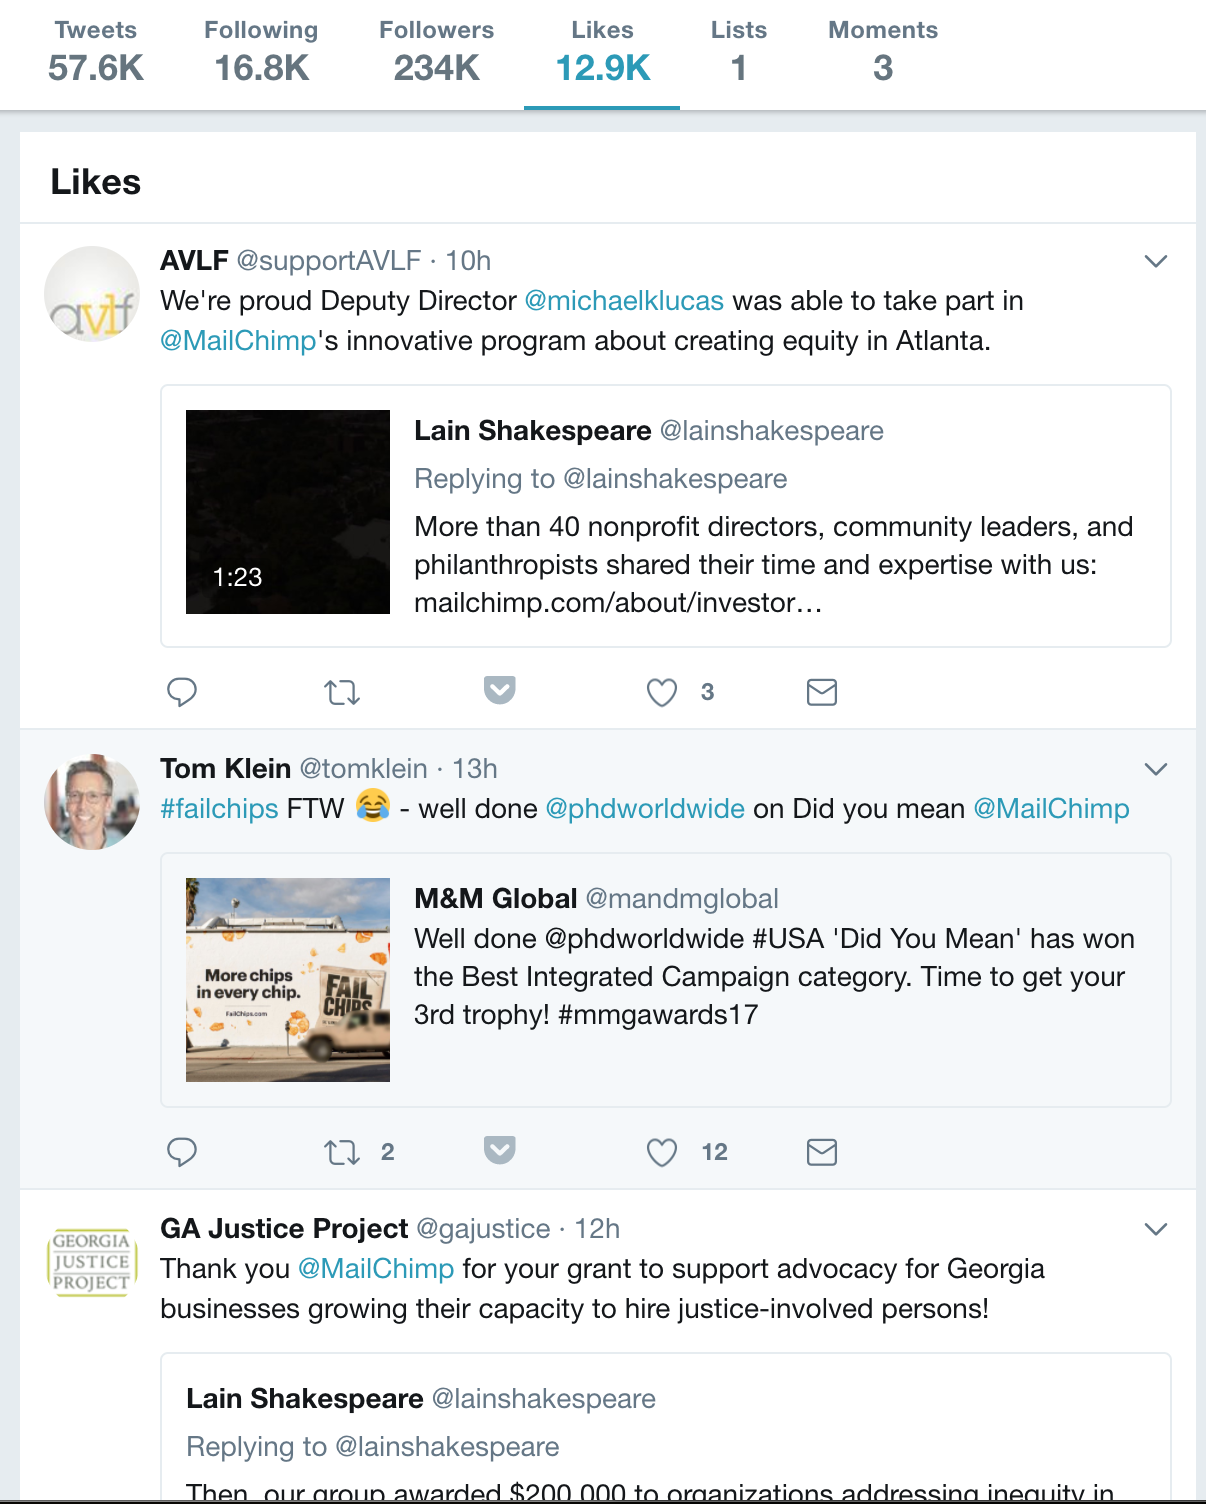 Tweets Following Followers Likes Lists Moments
57.6K 16.8K 234K 12.9K 1 3
Likes
avlf
AVLF @supportAVLF · 10h
We're proud Deputy Director @michaelklucas was able to take part in
@MailChimp's innovative program about creating equity in Atlanta.
1:23
Lain Shakespeare @lainshakespeare
Replying to @lainshakespeare
More than 40 nonprofit directors, community leaders, and
philanthropists shared their time and expertise with us:
mailchimp.com/about/investor…
3
Tom Klein @tomklein · 13h
#failchips FTW 😂 - well done @phdworldwide on Did you mean @MailChimp
More chips
in every chip.
FailChips.com
FAIL
CHIPS
M&M Global @mandmglobal
Well done @phdworldwide #USA 'Did You Mean' has won
the Best Integrated Campaign category. Time to get your
3rd trophy! #mmgawards17
2 12
GEORGIA
JUSTICE
PROJECT
GA Justice Project @gajustice · 12h
Thank you @MailChimp for your grant to support advocacy for Georgia
businesses growing their capacity to hire justice-involved persons!
Lain Shakespeare @lainshakespeare
Replying to @lainshakespeare
Then, our group awarded $200,000 to organizations addressing inequity in